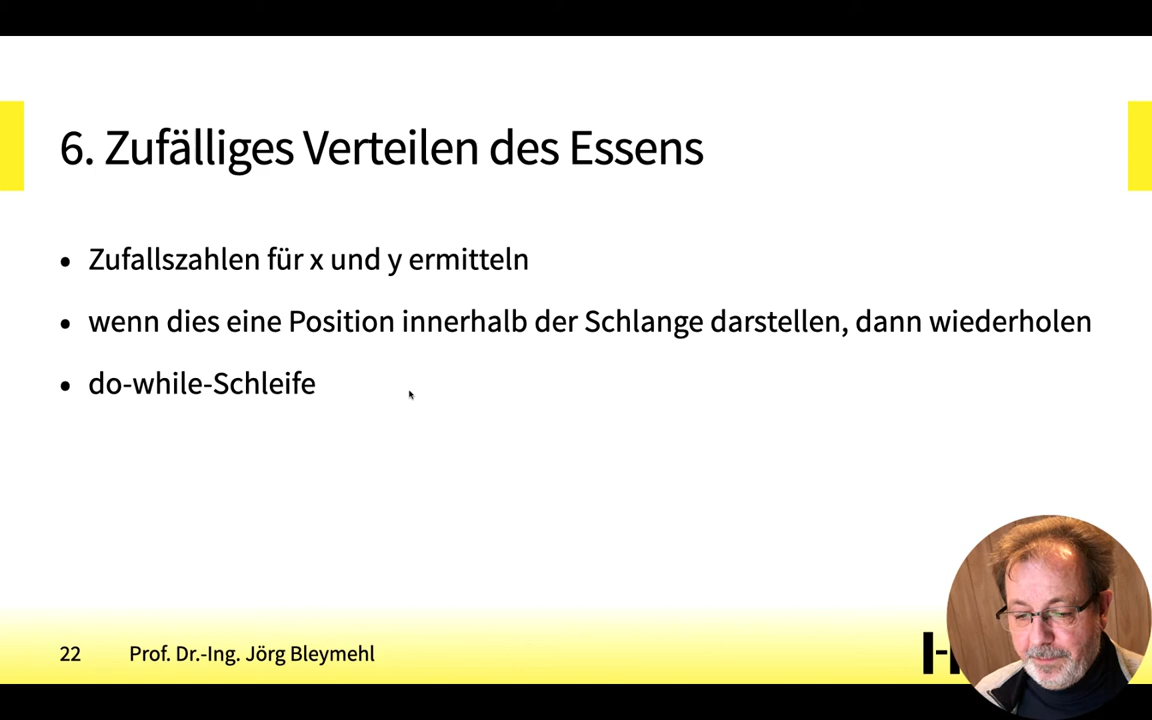 6. Zufälliges Verteilen des Essens
• Zufallszahlen für x und y ermitteln
• wenn dies eine Position innerhalb der Schlange darstellen, dann wiederholen
• do-while-Schleife
22 Prof. Dr.-Ing. Jörg Bleymehl